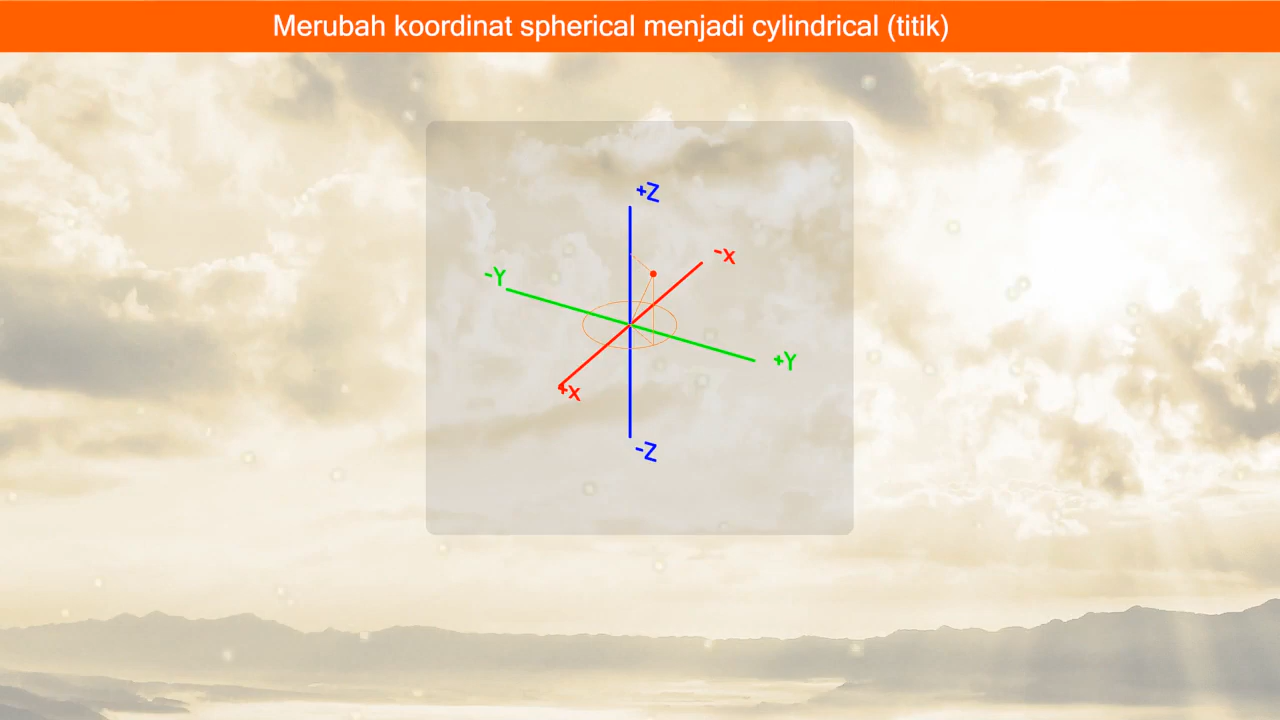 Merubah koordinat spherical menjadi cylindrical (titik)
+Z
-X
-Y
+Y
+X
-Z